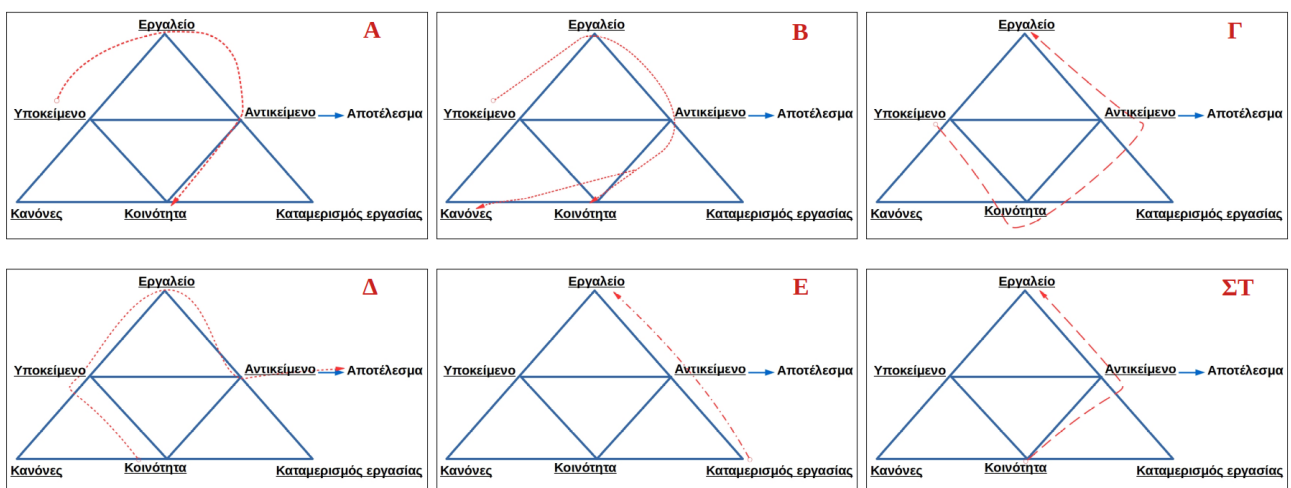 Εργαλείο
Α
Υποκείμενο
Αντικείμενο
Αποτέλεσμα
Κανόνες
Κοινότητα
Καταμερισμός εργασίας
Εργαλείο
Β
Υποκείμενο
Αντικείμενο
Αποτέλεσμα
Κανόνες
Κοινότητα
Καταμερισμός εργασίας
Εργαλείο
Γ
Υποκείμενο
Αντικείμενο
Αποτέλεσμα
Κανόνες
Κοινότητα
Καταμερισμός εργασίας
Εργαλείο
Δ
Υποκείμενο
Αντικείμενο
Αποτέλεσμα
Κανόνες
Κοινότητα
Καταμερισμός εργασίας
Εργαλείο
Ε
Υποκείμενο
Αντικείμενο
Αποτέλεσμα
Κανόνες
Κοινότητα
Καταμερισμός εργασίας
Εργαλείο
ΣΤ
Υποκείμενο
Αντικείμενο
Αποτέλεσμα
Κανόνες
Κοινότητα
Καταμερισμός εργασίας